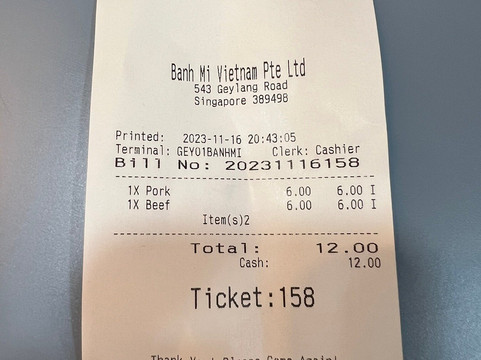 Banh Mi Vietnam Pte Ltd
543 Geylang Road
Singapore 389498
Printed: 2023-11-16 20:43:05
Terminal: GEY01BANHMI Clerk: Cashier
Bill No: 20231116158
1X Pork 6.00 6.00 I
1X Beef 6.00 6.00 I
Item(s)2
Total: 12.00
Cash: 12.00
Ticket:158